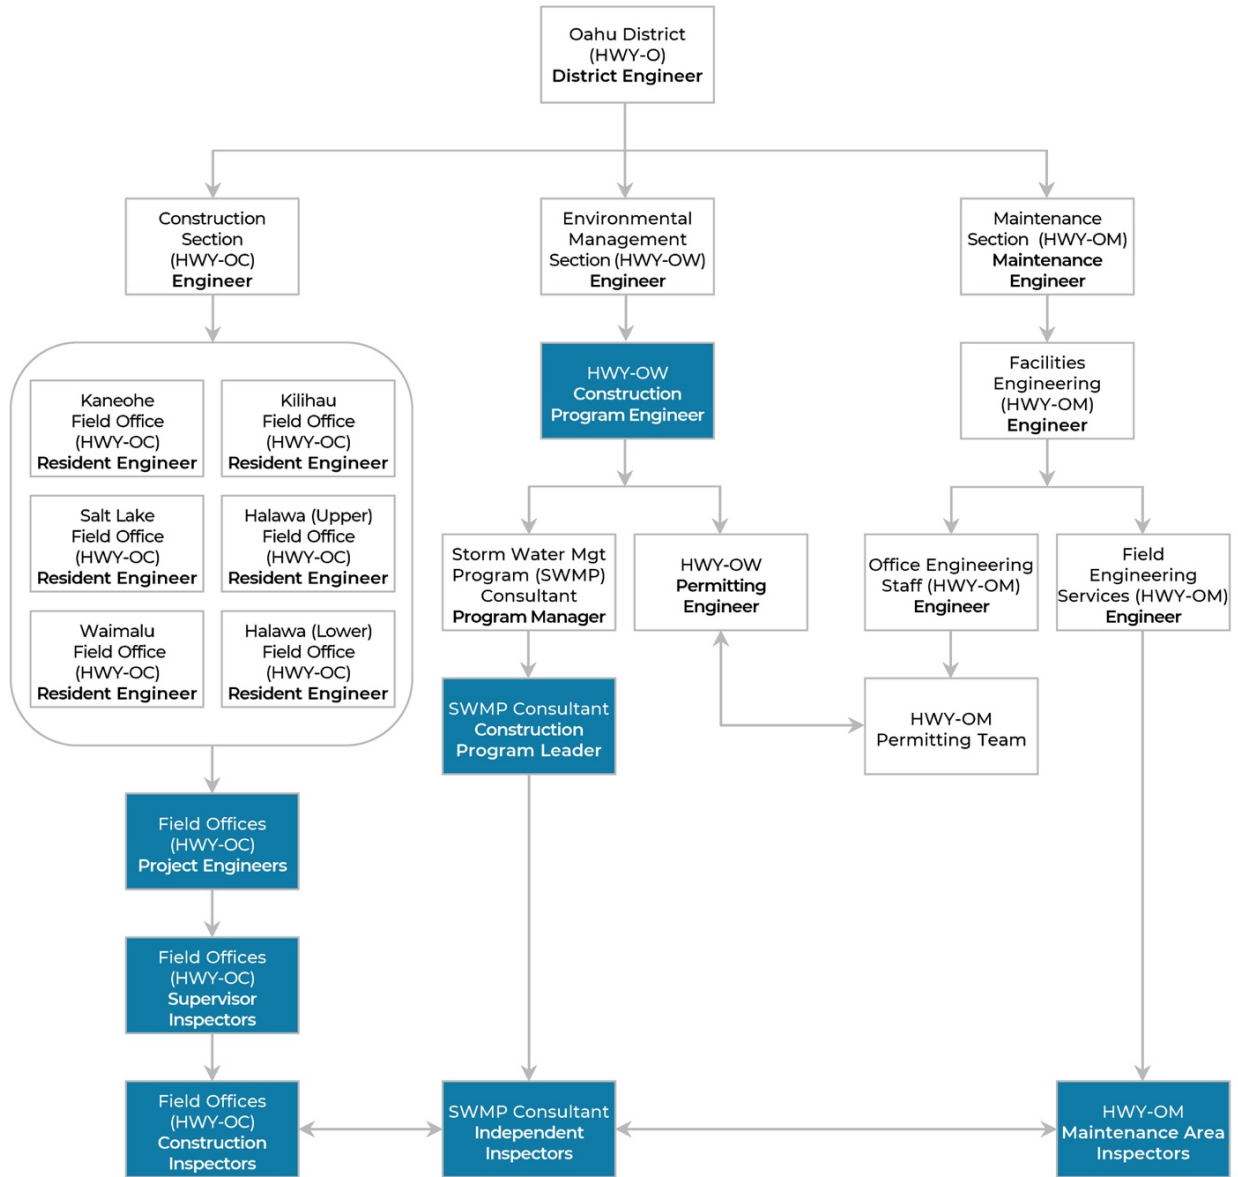 Oahu District
(HWY-O)
District Engineer
Construction
Section
(HWY-OC)
Engineer
Environmental
Management
Section (HWY-OW)
Engineer
Maintenance
Section (HWY-OM)
Maintenance
Engineer
Kaneohe
Field Office
(HWY-OC)
Resident Engineer
Kilihau
Field Office
(HWY-OC)
Resident Engineer
Salt Lake
Field Office
(HWY-OC)
Resident Engineer
Halawa (Upper)
Field Office
(HWY-OC)
Resident Engineer
Waimalu
Field Office
(HWY-OC)
Resident Engineer
Halawa (Lower)
Field Office
(HWY-OC)
Resident Engineer
HWY-OW
Construction
Program Engineer
Facilities
Engineering
(HWY-OM)
Engineer
Storm Water Mgt
Program (SWMP)
Consultant
Program Manager
HWY-OW
Permitting
Engineer
Office Engineering
Staff (HWY-OM)
Engineer
Field
Engineering
Services (HWY-OM)
Engineer
SWMP Consultant
Construction
Program Leader
HWY-OM
Permitting Team
Field Offices
(HWY-OC)
Project Engineers
Field Offices
(HWY-OC)
Supervisor
Inspectors
Field Offices
(HWY-OC)
Construction
Inspectors
SWMP Consultant
Independent
Inspectors
HWY-OM
Maintenance Area
Inspectors